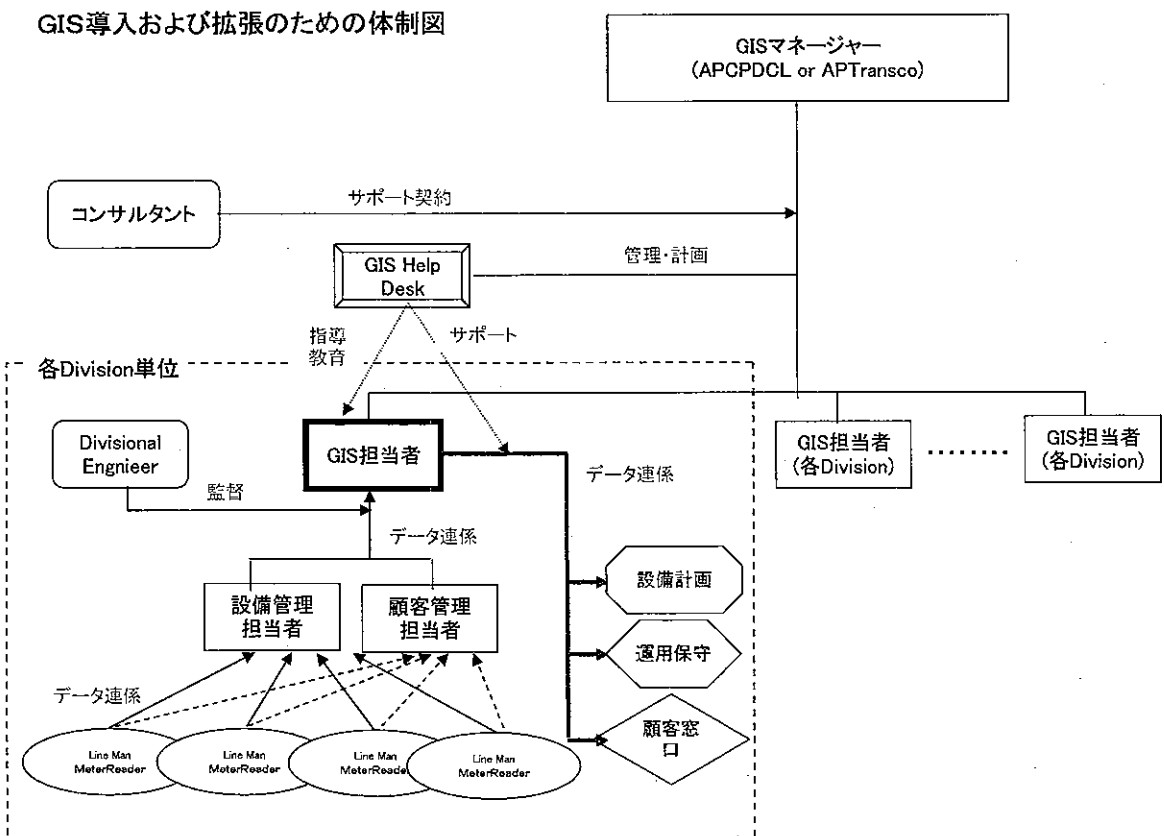 GIS導入および拡張のための体制図
GISマネージャー
(APCPDCL or APTransco)
コンサルタント
サポート契約
GIS Help
Desk
管理・計画
指導
教育
サポート
各Division単位
Divisional
Engnieer
GIS担当者
監督
データ連係
データ連係
GIS担当者
(各Division)
........
GIS担当者
(各Division)
設備管理
担当者
顧客管理
担当者
設備計画
運用保守
顧客窓
口
データ連係
Line Man
MeterReader
Line Man
MeterReader
Line Man
MeterReader
Line Man
MeterReader